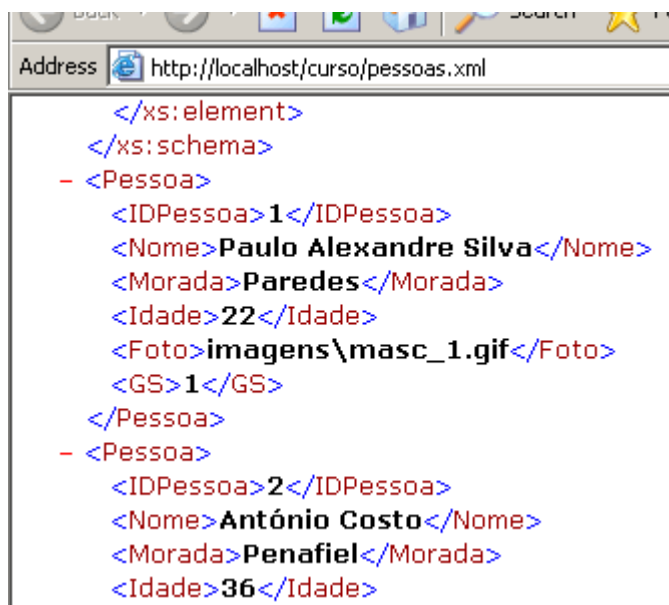 Back
Search
Address http://localhost/curso/pessoas.xml
</xs:element>
</xs:schema>
- <Pessoa>
<IDPessoa>1</IDPessoa>
<Nome>Paulo Alexandre Silva</Nome>
<Morada>Paredes</Morada>
<Idade>22</Idade>
<Foto>imagens\masc_1.gif</Foto>
<GS>1</GS>
</Pessoa>
- <Pessoa>
<IDPessoa>2</IDPessoa>
<Nome>António Costo</Nome>
<Morada>Penafiel</Morada>
<Idade>36</Idade>